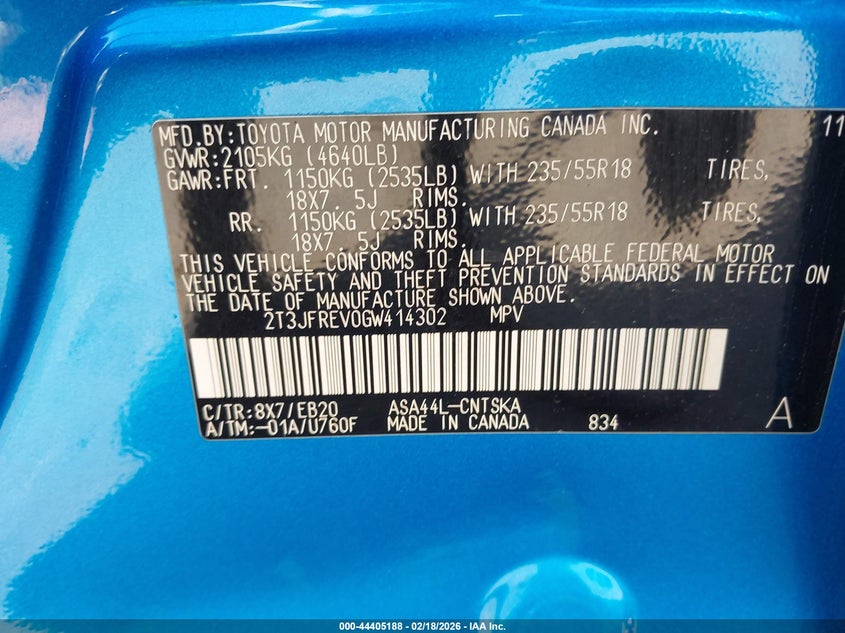 MFD.BY:TOYOTA MOTOR MANUFACTURING CANADA INC. 11
GVWR:2105KG (4640LB)
GAWR:FRT. 1150KG (2535LB) WITH 235/55R18 TIRES,
18X7. 5J RIMS.
RR. 1150KG (2535LB) WITH 235/55R18 TIRES,
18X7. 5J RIMS.
THIS VEHICLE CONFORMS TO ALL APPLICABLE FEDERAL MOTOR
VEHICLE SAFETY AND THEFT PREVENTION STANDARDS IN EFFECT ON
THE DATE OF MANUFACTURE SHOWN ABOVE.
2T3JFREV0GW414302 MPV
C/TR:8X7/EB20 ASA44L-CNTSKA
A/TM:-01A/U760F MADE IN CANADA 834 A
000-44405188 - 02/18/2026 - IAA Inc.